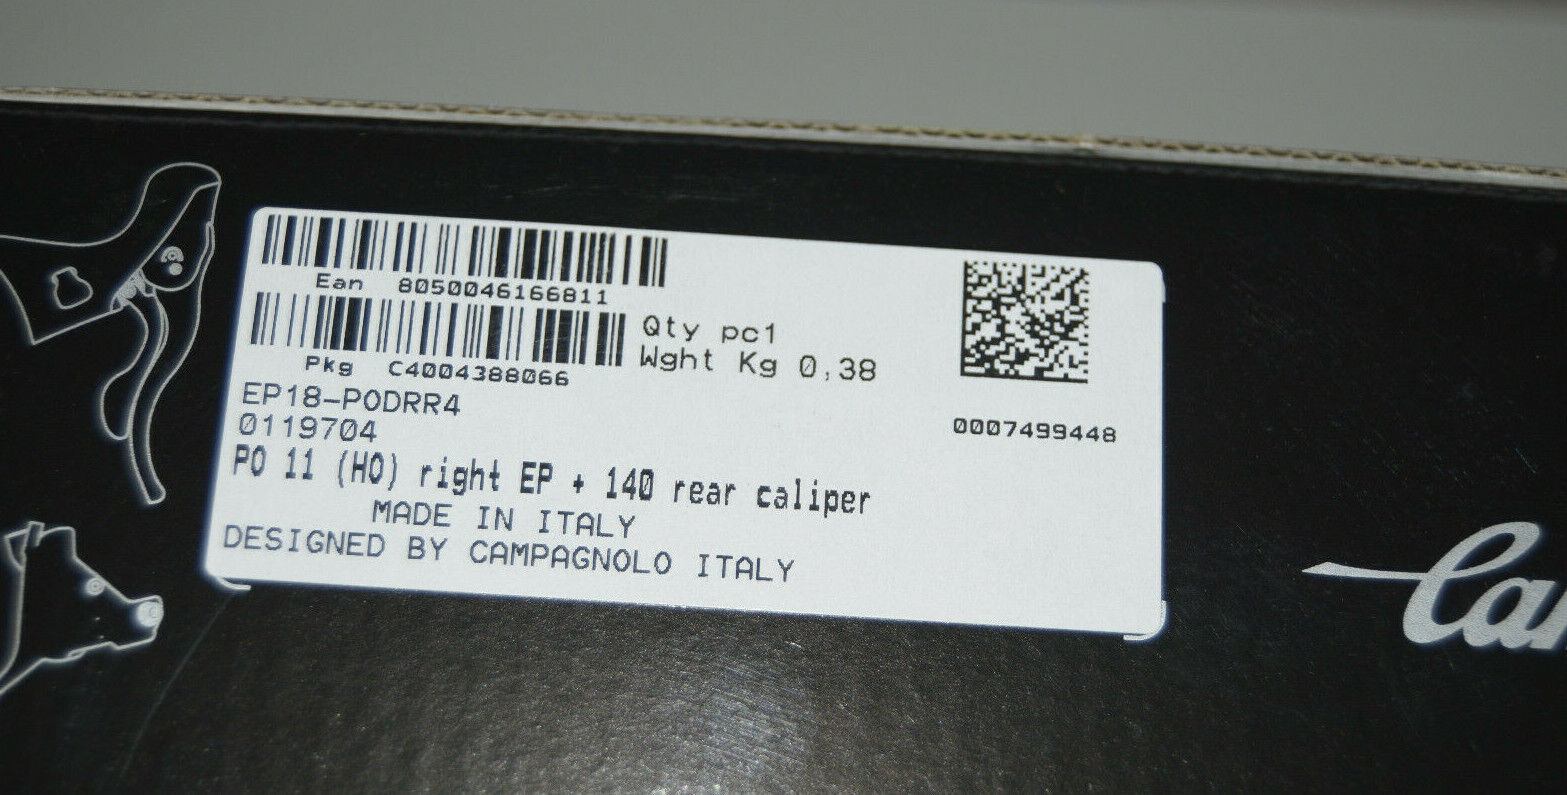 Ean 8050046166811
Pkg C4004388066
Qty pc1
Wght Kg 0,38
EP18-PODRR4
0119704
0007499448
PO 11 (HO) right EP + 140 rear caliper
MADE IN ITALY
DESIGNED BY CAMPAGNOLO ITALY